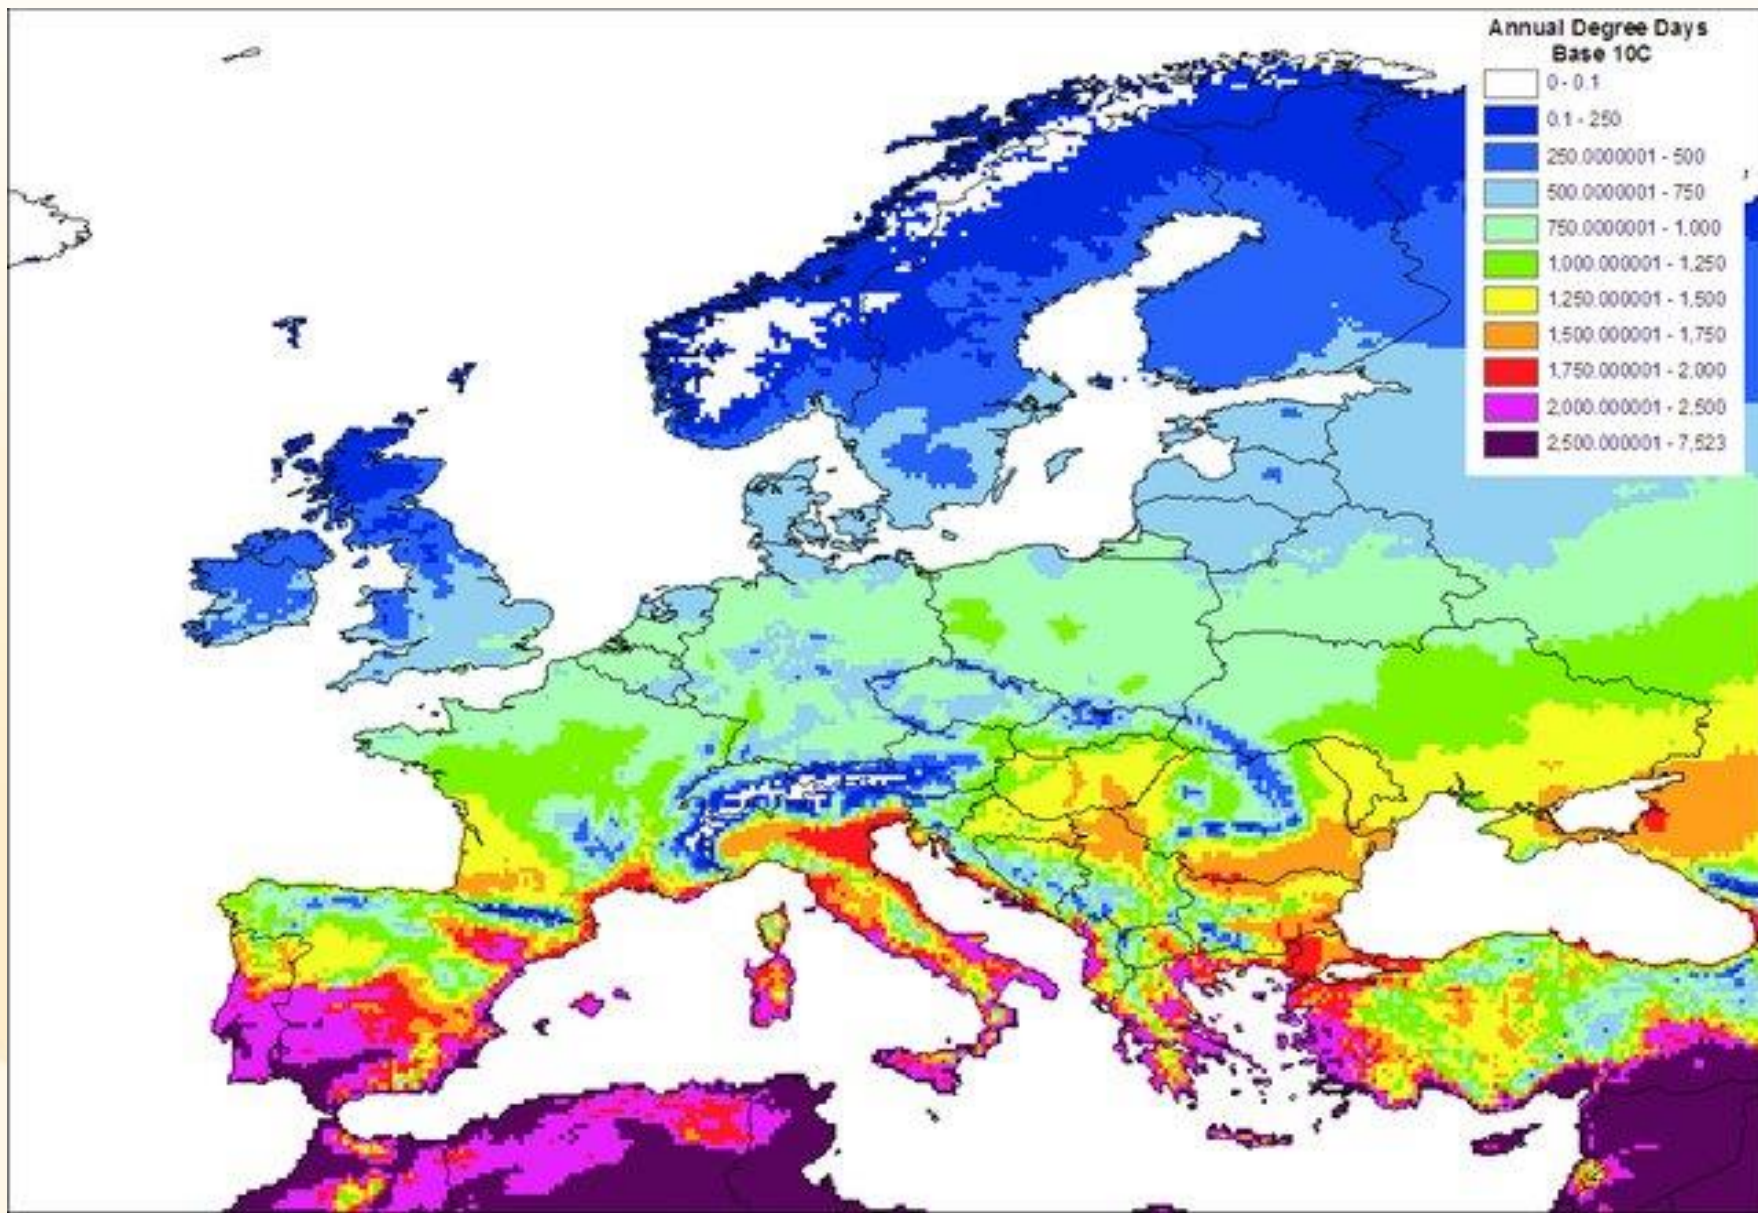 Annual Degree Days
Base 10C
0 - 0.1
0.1 - 250
250.0000001 - 500
500.0000001 - 750
750.0000001 - 1.000
1.000.000001 - 1,250
1,250.000001 - 1,500
1,500.000001 - 1,750
1,750.000001 - 2.000
2,000.000001 - 2,500
2,500.000001 - 7,523